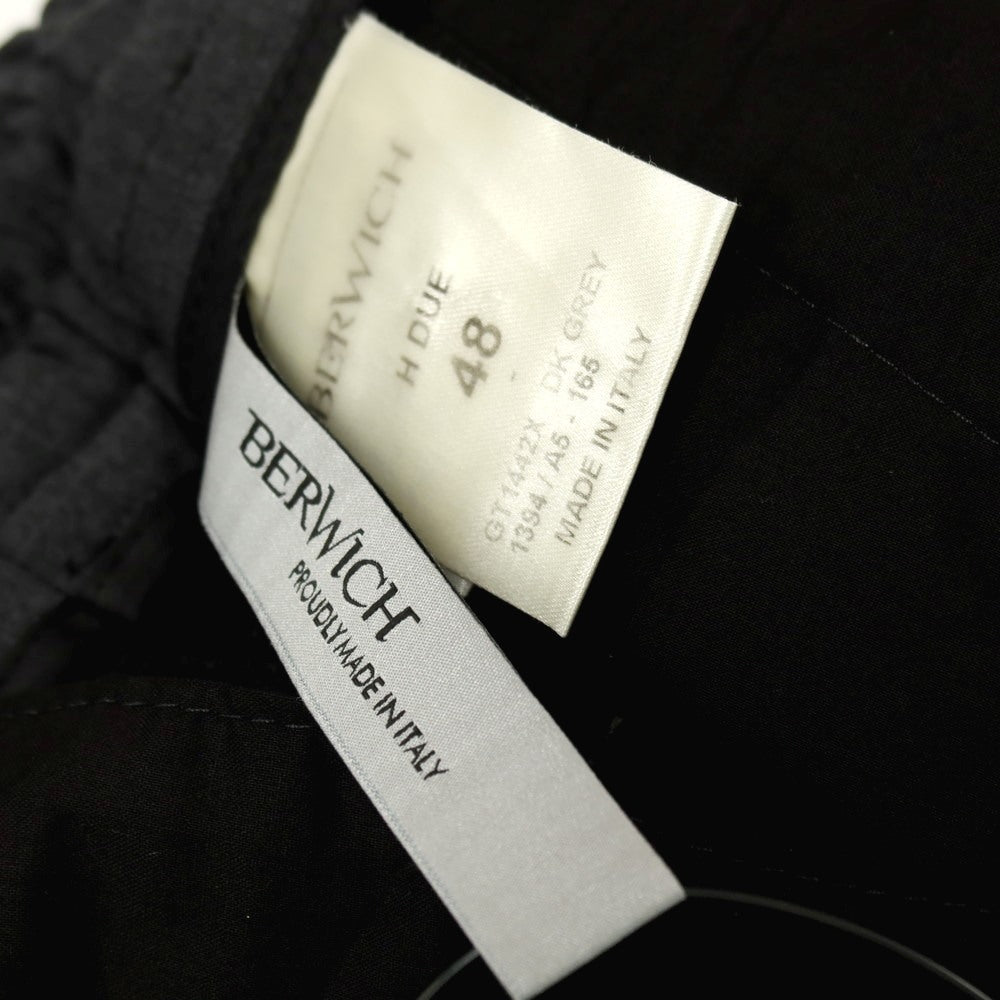 BERWICH
H DUE
48
GT1442X DK GREY
1394 / A5 - 165
MADE IN ITALY
BERWICH
PROUDLY MADE IN ITALY